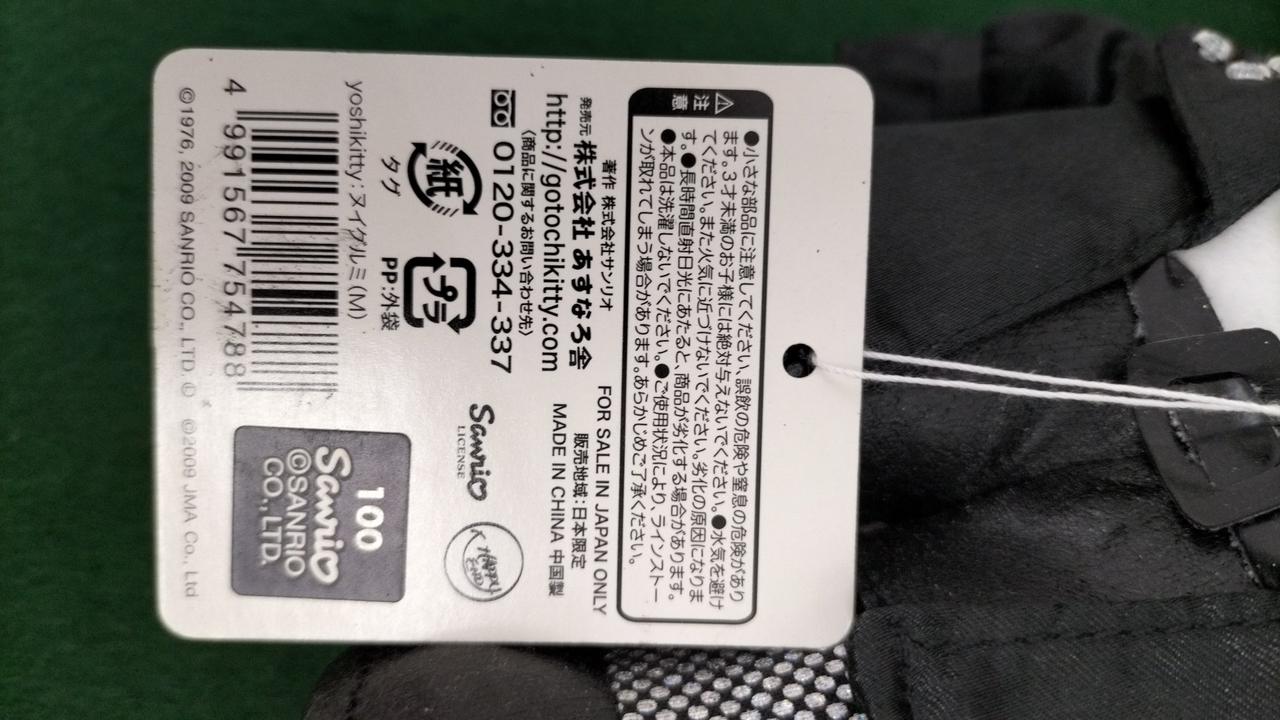 注意
●小さな部品に注意してください、誤飲の危険や窒息の危険があり
ます。3才未満のお子様には絶対与えないでください。●水気を避け
てください。また火気に近づけないでください。劣化の原因になりま
す。●長時間直射日光にあたると、商品が劣化する場合があります。
●本品は洗濯しないでください。●ご使用状況により、ラインストー
ンが取れてしまう場合があります。あらかじめご了承ください。
著作 株式会社サンリオ
発売元 株式会社 あすなろ舎
http://gotochikitty.com
(商品に関するお問い合わせ先)
0120-334-337
FOR SALE IN JAPAN ONLY
販売地域:日本限定
MADE IN CHINA 中国製
紙
タグ
プラ
PP:外袋
Sanrio
LICENSE
yoshikitty:ヌイグルミ(M)
4 991567 754788
100
Sanrio
©SANRIO
CO., LTD.
©1976, 2009 SANRIO CO., LTD. © ©2009 JMA Co., Ltd